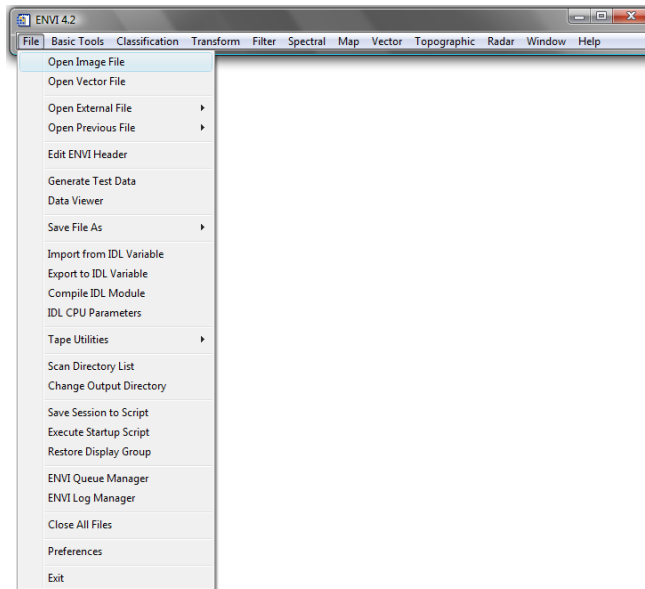 ENVI 4.2
File Basic Tools Classification Transform Filter Spectral Map Vector Topographic Radar Window Help
Open Image File
Open Vector File
Open External File
Open Previous File
Edit ENVI Header
Generate Test Data
Data Viewer
Save File As
Import from IDL Variable
Export to IDL Variable
Compile IDL Module
IDL CPU Parameters
Tape Utilities
Scan Directory List
Change Output Directory
Save Session to Script
Execute Startup Script
Restore Display Group
ENVI Queue Manager
ENVI Log Manager
Close All Files
Preferences
Exit